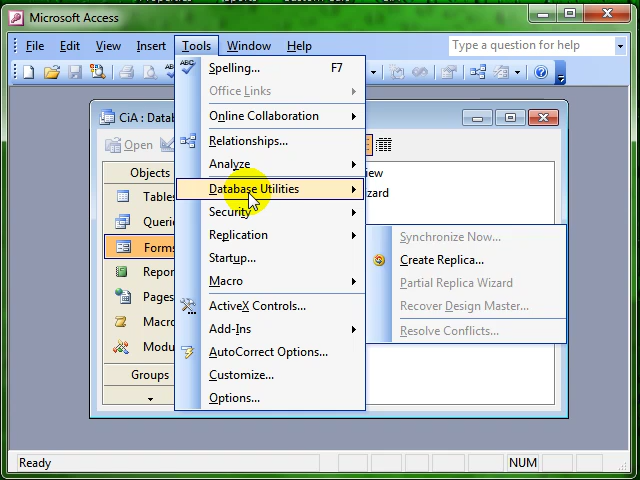 Microsoft Access
File Edit View Insert Tools Window Help
Type a question for help
ABC
Spelling... F7
Office Links
Online Collaboration
Relationships...
Analyze
Database Utilities
Security
Replication
Startup...
Macro
ActiveX Controls...
Add-Ins
AutoCorrect Options...
Customize...
Options...
CiA : Datab
Open
Objects
Tables
Queri
Forms
Repor
Pages
Macro
Modu
Groups
iew
zard
Synchronize Now...
Create Replica...
Partial Replica Wizard
Recover Design Master...
Resolve Conflicts...
Ready
NUM